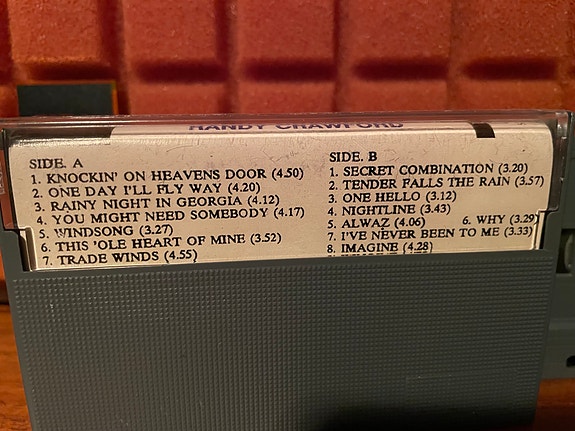 RANDY CRAWFORD
SIDE. A
1. KNOCKIN' ON HEAVENS DOOR (4.50)
2. ONE DAY I'LL FLY WAY (4.20)
3. RAINY NIGHT IN GEORGIA (4.12)
4. YOU MIGHT NEED SOMEBODY (4.17)
5. WINDSONG (3.27)
6. THIS 'OLE HEART OF MINE (3.52)
7. TRADE WINDS (4.55)
SIDE. B
1. SECRET COMBINATION (3.20)
2. TENDER FALLS THE RAIN (3.57)
3. ONE HELLO (3.12)
4. NIGHTLINE (3.43)
5. ALWAZ (4.06) 6. WHY (3.29)
7. I'VE NEVER BEEN TO ME (3.33)
8. IMAGINE (4.28)